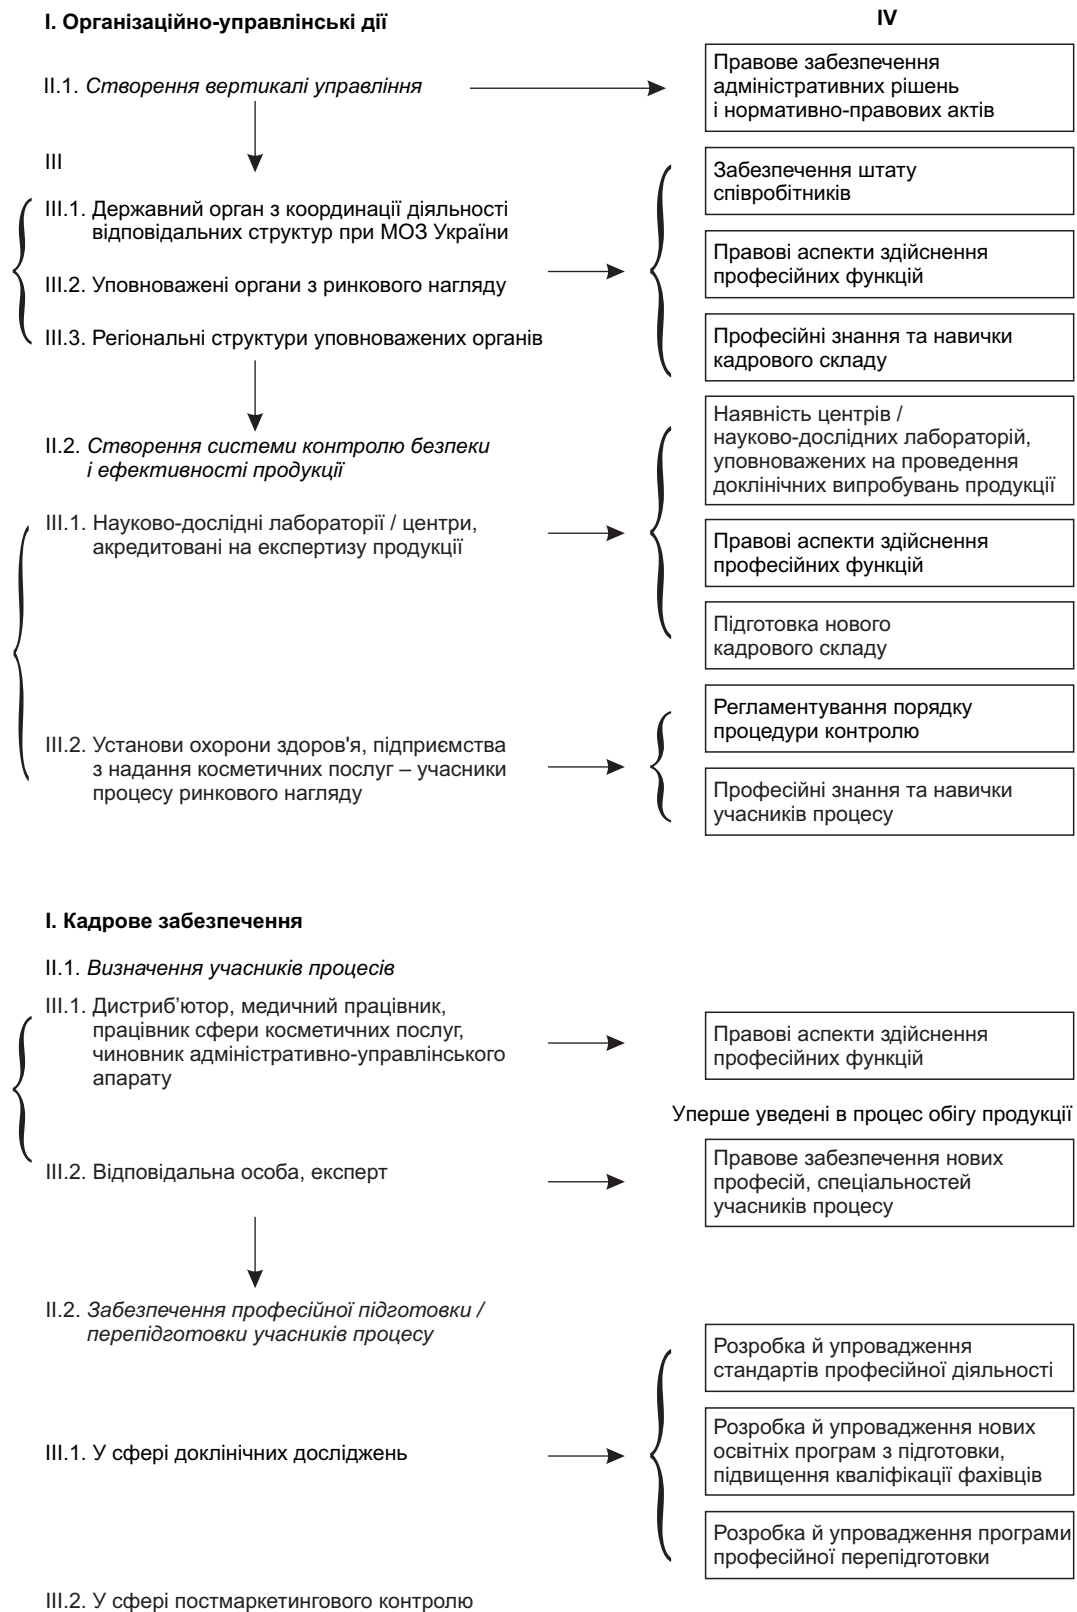 I. Організаційно-управлінські дії
IV
II.1. Створення вертикалі управління
Правове забезпечення
адміністративних рішень
і нормативно-правових актів
III
III.1. Державний орган з координації діяльності
відповідальних структур при МОЗ України
III.2. Уповноважені органи з ринкового нагляду
III.3. Регіональні структури уповноважених органів
Забезпечення штату
співробітників
Правові аспекти здійснення
професійних функцій
Професійні знання та навички
кадрового складу
II.2. Створення системи контролю безпеки
і ефективності продукції
III.1. Науково-дослідні лабораторії / центри,
акредитовані на експертизу продукції
Наявність центрів /
науково-дослідних лабораторій,
уповноважених на проведення
доклінічних випробувань продукції
Правові аспекти здійснення
професійних функцій
Підготовка нового
кадрового складу
III.2. Установи охорони здоров'я, підприємства
з надання косметичних послуг – учасники
процесу ринкового нагляду
Регламентування порядку
процедури контролю
Професійні знання та навички
учасників процесу
I. Кадрове забезпечення
II.1. Визначення учасників процесів
III.1. Дистриб’ютор, медичний працівник,
працівник сфери косметичних послуг,
чиновник адміністративно-управлінського
апарату
Правові аспекти здійснення
професійних функцій
Уперше уведені в процес обігу продукції
III.2. Відповідальна особа, експерт
Правове забезпечення нових
професій, спеціальностей
учасників процесу
II.2. Забезпечення професійної підготовки /
перепідготовки учасників процесу
III.1. У сфері доклінічних досліджень
Розробка й упровадження
стандартів професійної діяльності
Розробка й упровадження нових
освітніх програм з підготовки,
підвищення кваліфікації фахівців
Розробка й упровадження програми
професійної перепідготовки
III.2. У сфері постмаркетингового контролю